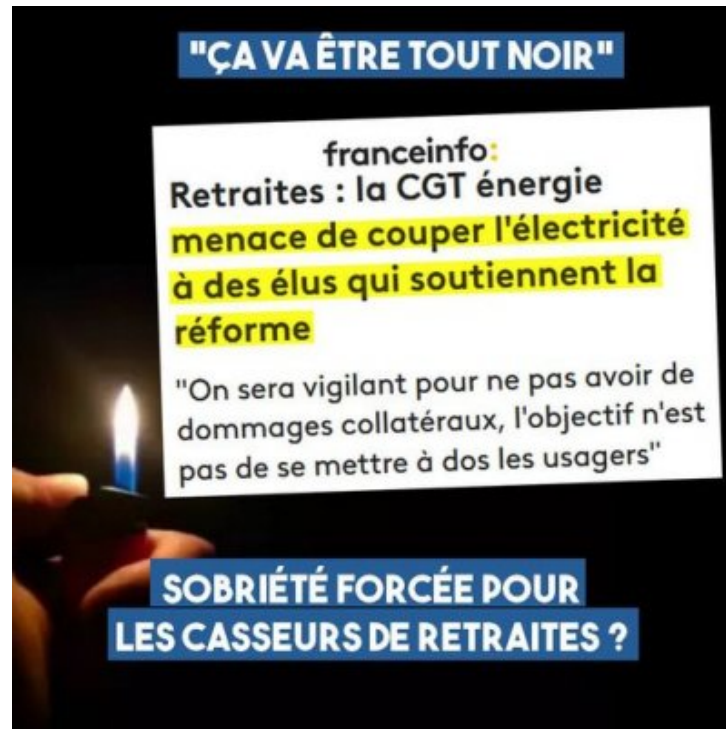 "ÇA VA ÊTRE TOUT NOIR"
franceinfo:
Retraites : la CGT énergie
menace de couper l'électricité
à des élus qui soutiennent la
réforme
"On sera vigilant pour ne pas avoir de
dommages collatéraux, l'objectif n'est
pas de se mettre à dos les usagers"
SOBRIÉTÉ FORCÉE POUR
LES CASSEURS DE RETRAITES ?